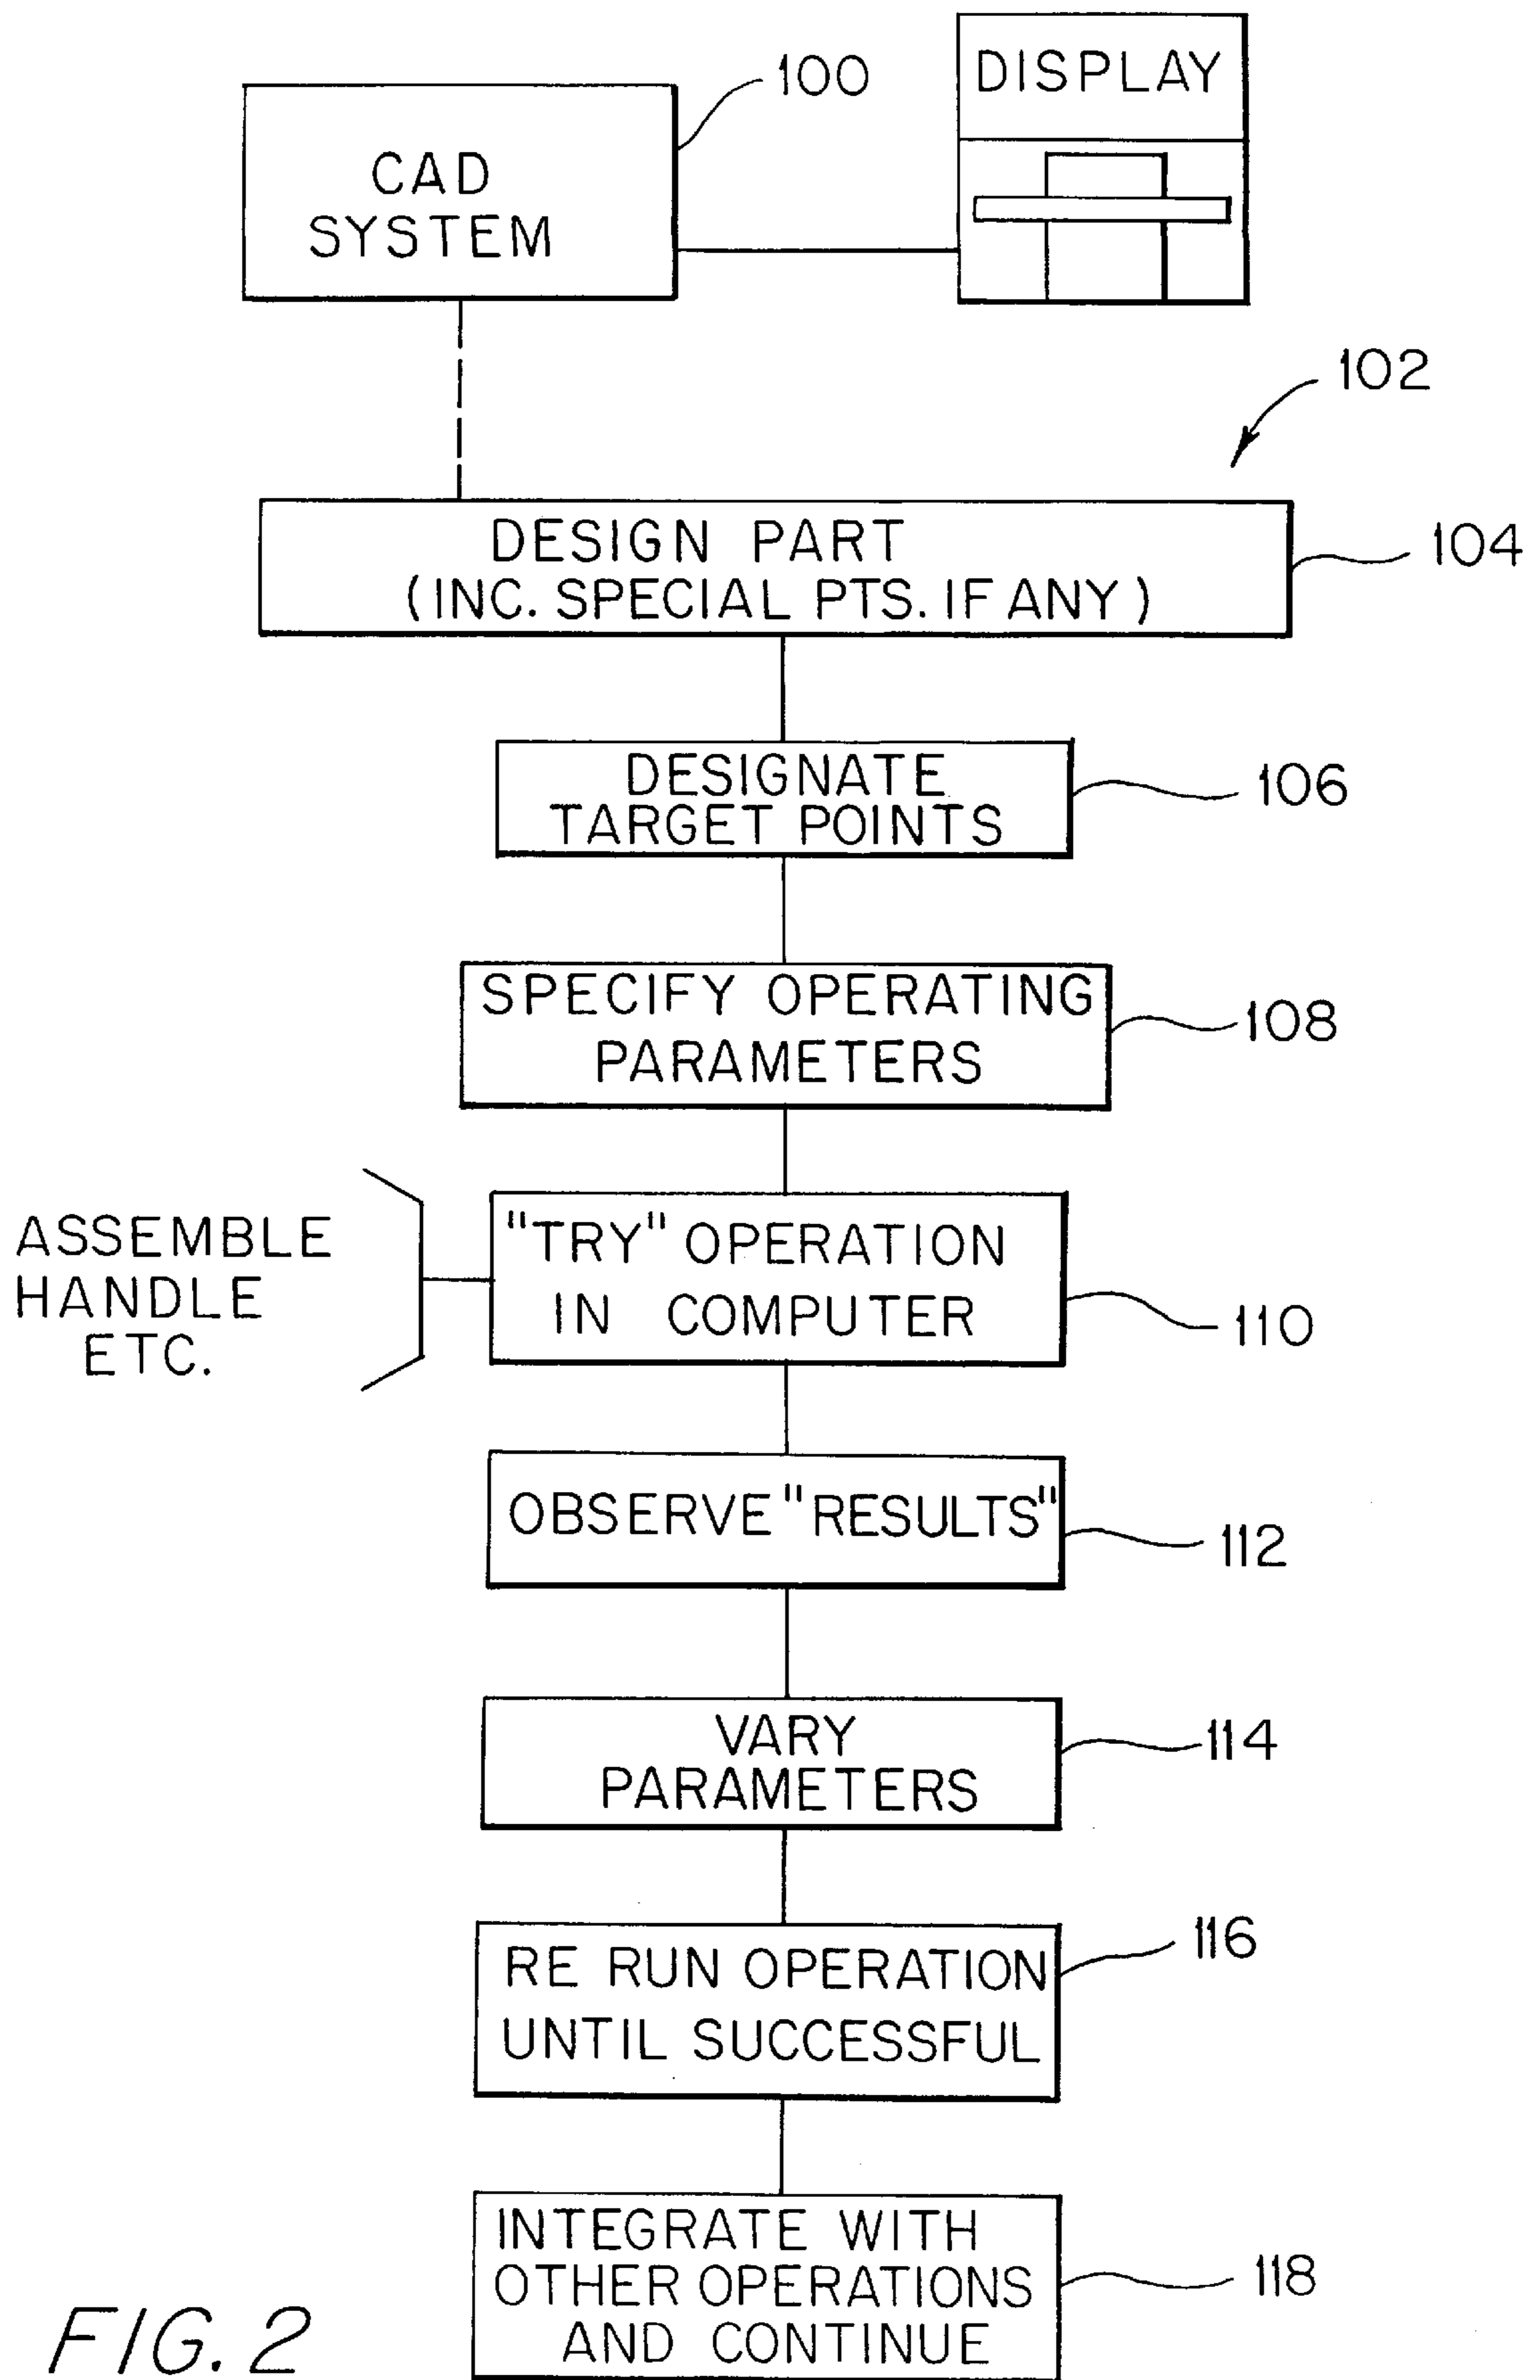 100
DISPLAY
CAD
SYSTEM
102
DESIGN PART
(INC. SPECIAL PTS. IF ANY)
104
DESIGNATE
TARGET POINTS
106
SPECIFY OPERATING
PARAMETERS
108
ASSEMBLE
HANDLE
ETC.
"TRY" OPERATION
IN COMPUTER
110
OBSERVE "RESULTS"
112
VARY
PARAMETERS
114
RE RUN OPERATION
UNTIL SUCCESSFUL
116
INTEGRATE WITH
OTHER OPERATIONS
AND CONTINUE
118
FIG. 2